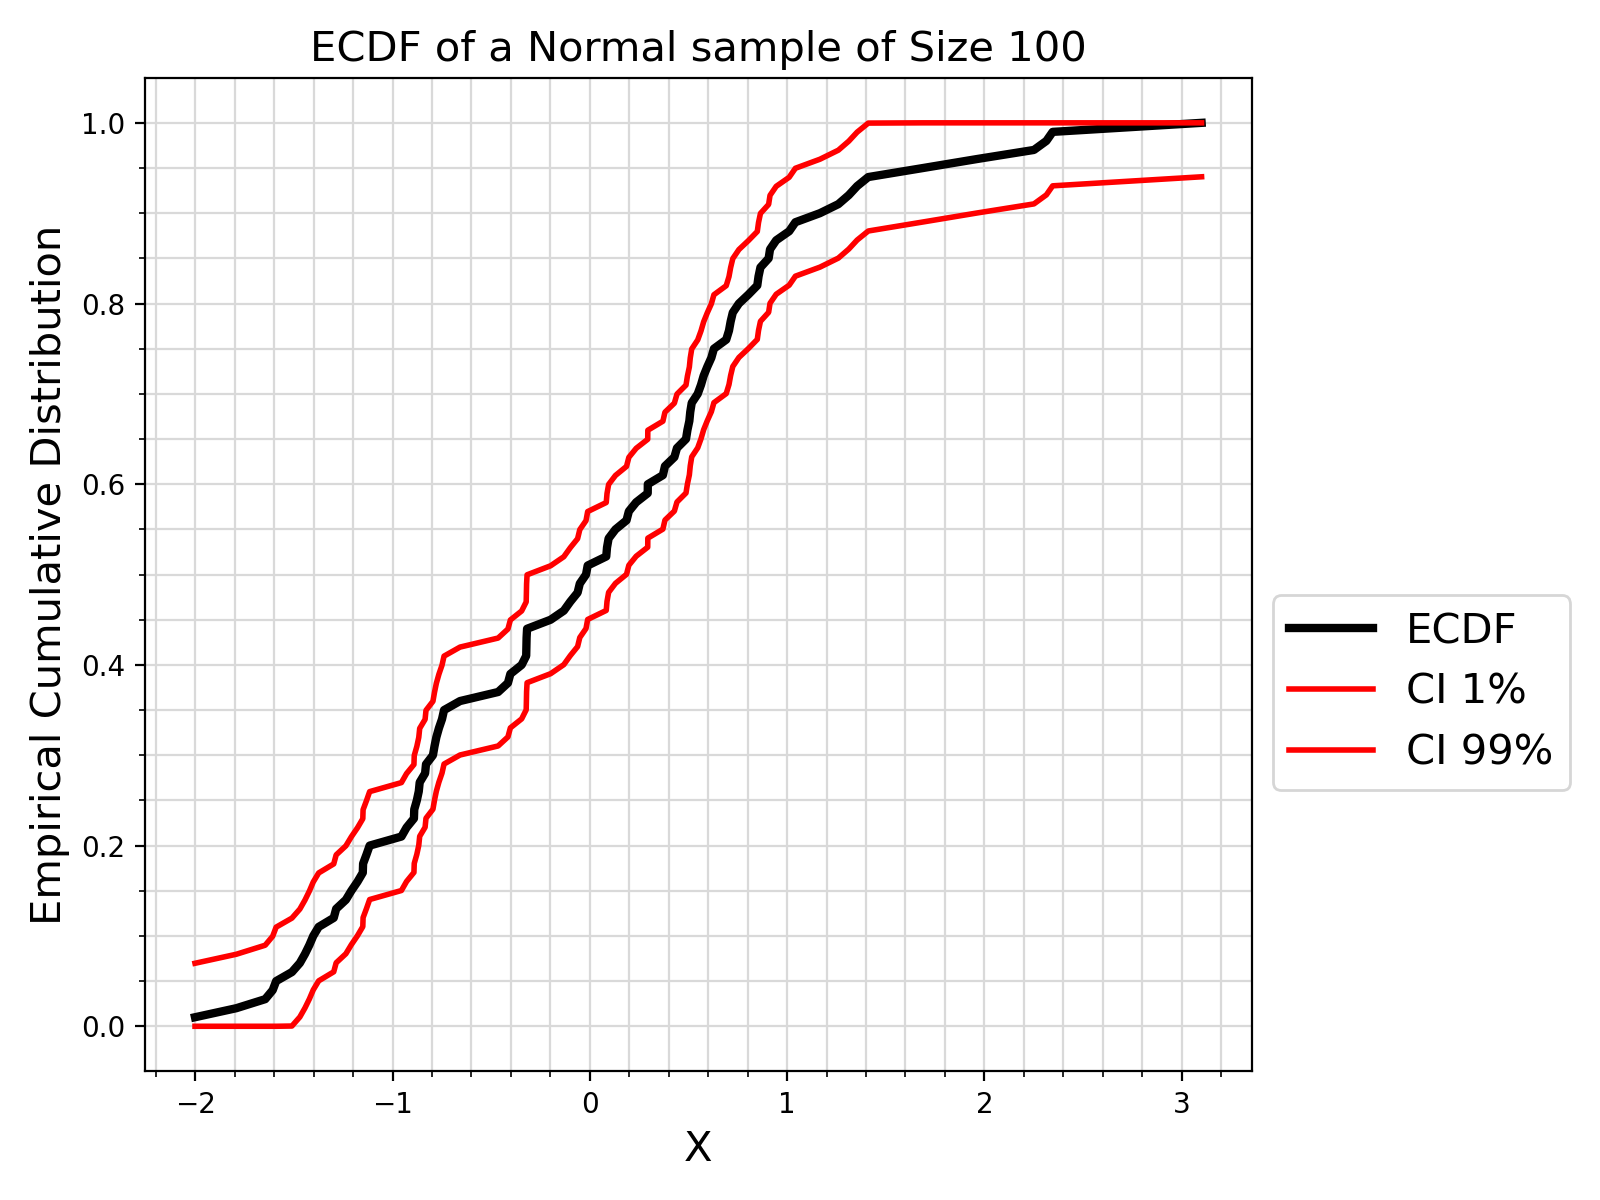 ECDF of a Normal sample of Size 100
Empirical Cumulative Distribution
1.0
0.8
0.6
0.4
0.2
0.0
−2 −1 0 1 2 3
X
ECDF
CI 1%
CI 99%